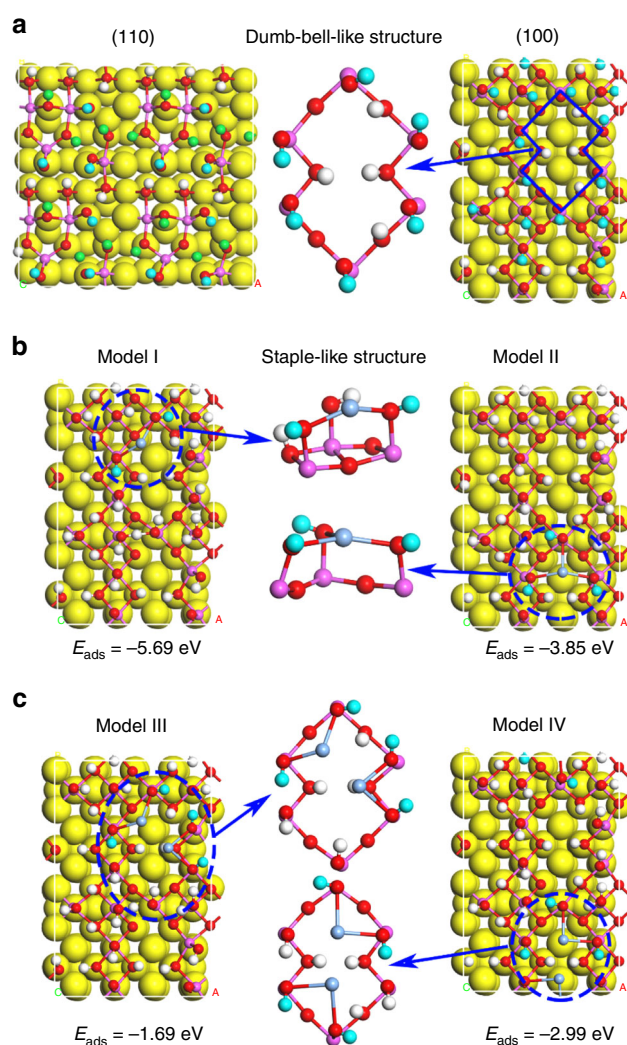 a
(110) Dumb-bell-like structure (100)
C A
C A
b
Model I Staple-like structure Model II
C A
C A
Eads = –5.69 eV
Eads = –3.85 eV
c
Model III
Model IV
C A
C A
Eads = –1.69 eV
Eads = –2.99 eV